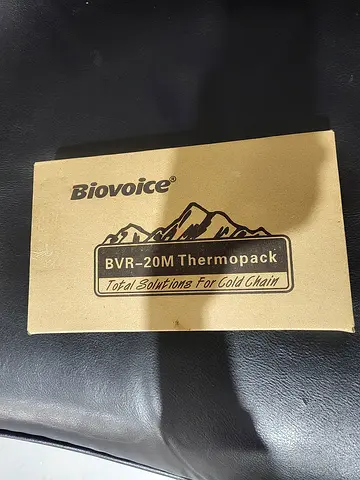 Biovoice®
BVR-20M Thermopack
Total Solutions For Cold Chain